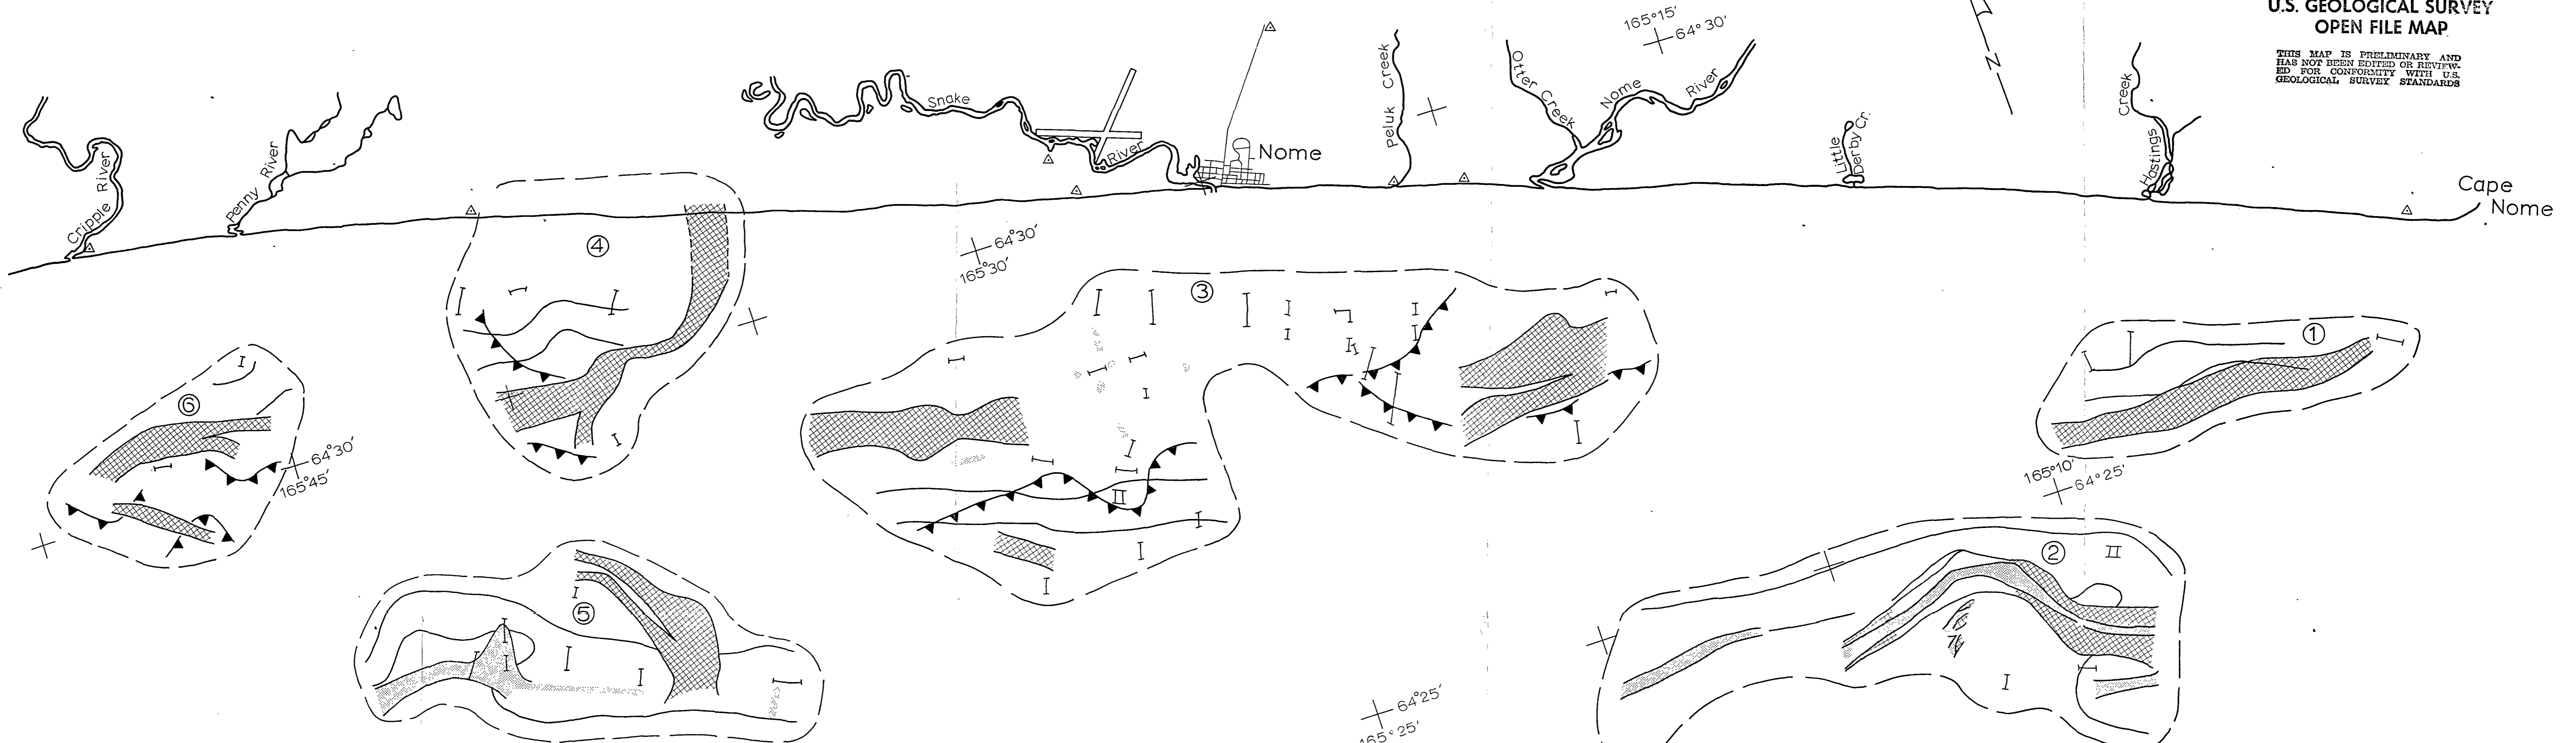 U.S. GEOLOGICAL SURVEY
OPEN FILE MAP
THIS MAP IS PRELIMINARY AND
HAS NOT BEEN EDITED OR REVIEW-
ED FOR CONFORMITY WITH U.S.
GEOLOGICAL SURVEY STANDARDS
N
165°15'
64°30'
Cripple River
Penny River
Snake River
Nome
Peluk Creek
Otter Creek
Nome River
Little
Derby Cr.
Hastings Creek
Cape
Nome
64°30'
165°30'
4
3
1
6
64°30'
165°45'
165°10'
64°25'
2
5
64°25'
165°25'